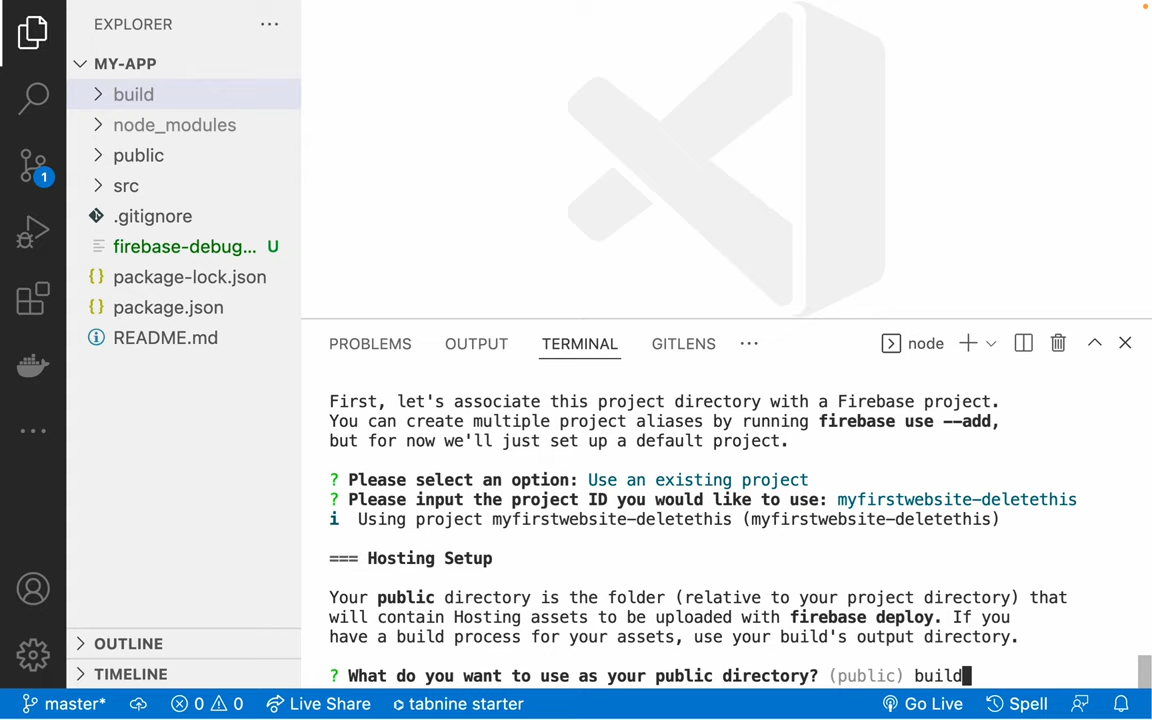 EXPLORER
MY-APP
build
node_modules
public
src
.gitignore
firebase-debug... U
package-lock.json
package.json
README.md
OUTLINE
TIMELINE
1
PROBLEMS OUTPUT TERMINAL GITLENS node
First, let's associate this project directory with a Firebase project.
You can create multiple project aliases by running firebase use --add,
but for now we'll just set up a default project.
? Please select an option: Use an existing project
? Please input the project ID you would like to use: myfirstwebsite-deletethis
i Using project myfirstwebsite-deletethis (myfirstwebsite-deletethis)
=== Hosting Setup
Your public directory is the folder (relative to your project directory) that
will contain Hosting assets to be uploaded with firebase deploy. If you
have a build process for your assets, use your build's output directory.
? What do you want to use as your public directory? (public) build
master* 0 0 Live Share tabnine starter Go Live Spell